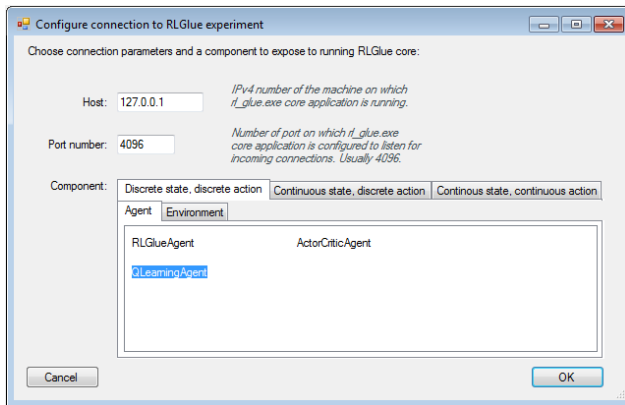 Configure connection to RLGlue experiment
Choose connection parameters and a component to expose to running RLGlue core:
Host: 127.0.0.1
IPv4 number of the machine on which
rl_glue.exe core application is running.
Port number: 4096
Number of port on which rl_glue.exe
core application is configured to listen for
incoming connections. Usually 4096.
Component: Discrete state, discrete action Continuous state, discrete action Continous state, continuous action
Agent Environment
RLGlueAgent ActorCriticAgent
QLearningAgent
Cancel OK